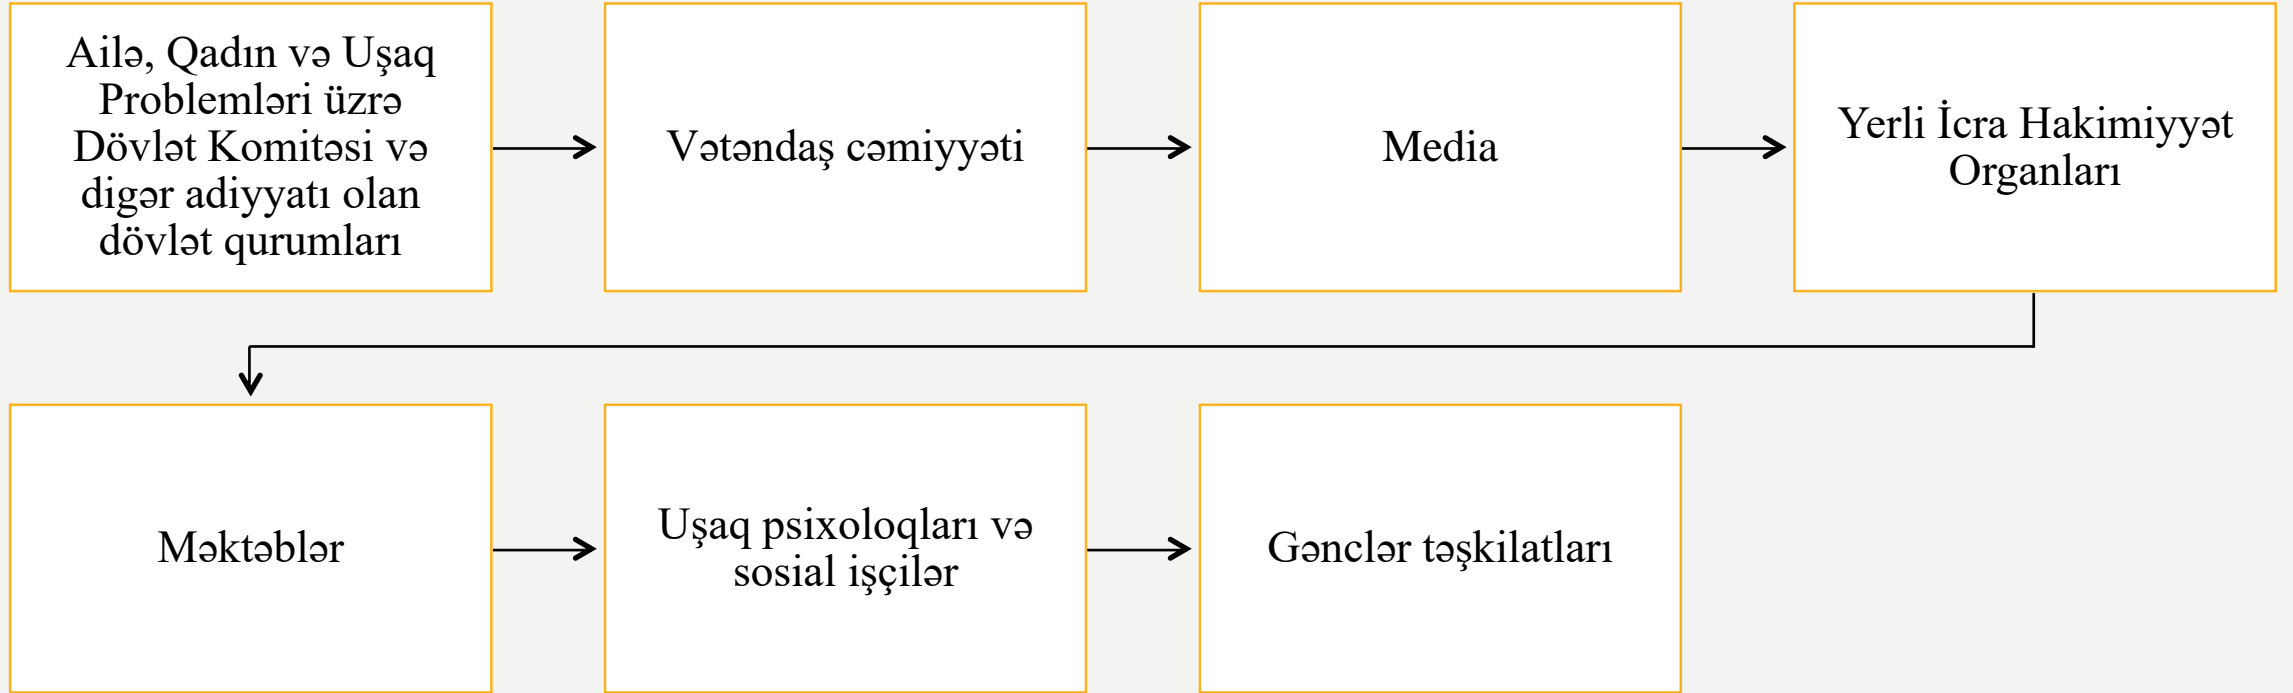 Ailə, Qadın və Uşaq
Problemləri üzrə
Dövlət Komitəsi və
digər adiyyatı olan
dövlət qurumları
Vətəndaş cəmiyyəti
Media
Yerli İcra Hakimiyyət
Organları
Məktəblər
Uşaq psixoloqları və
sosial işçilər
Gənclər təşkilatları